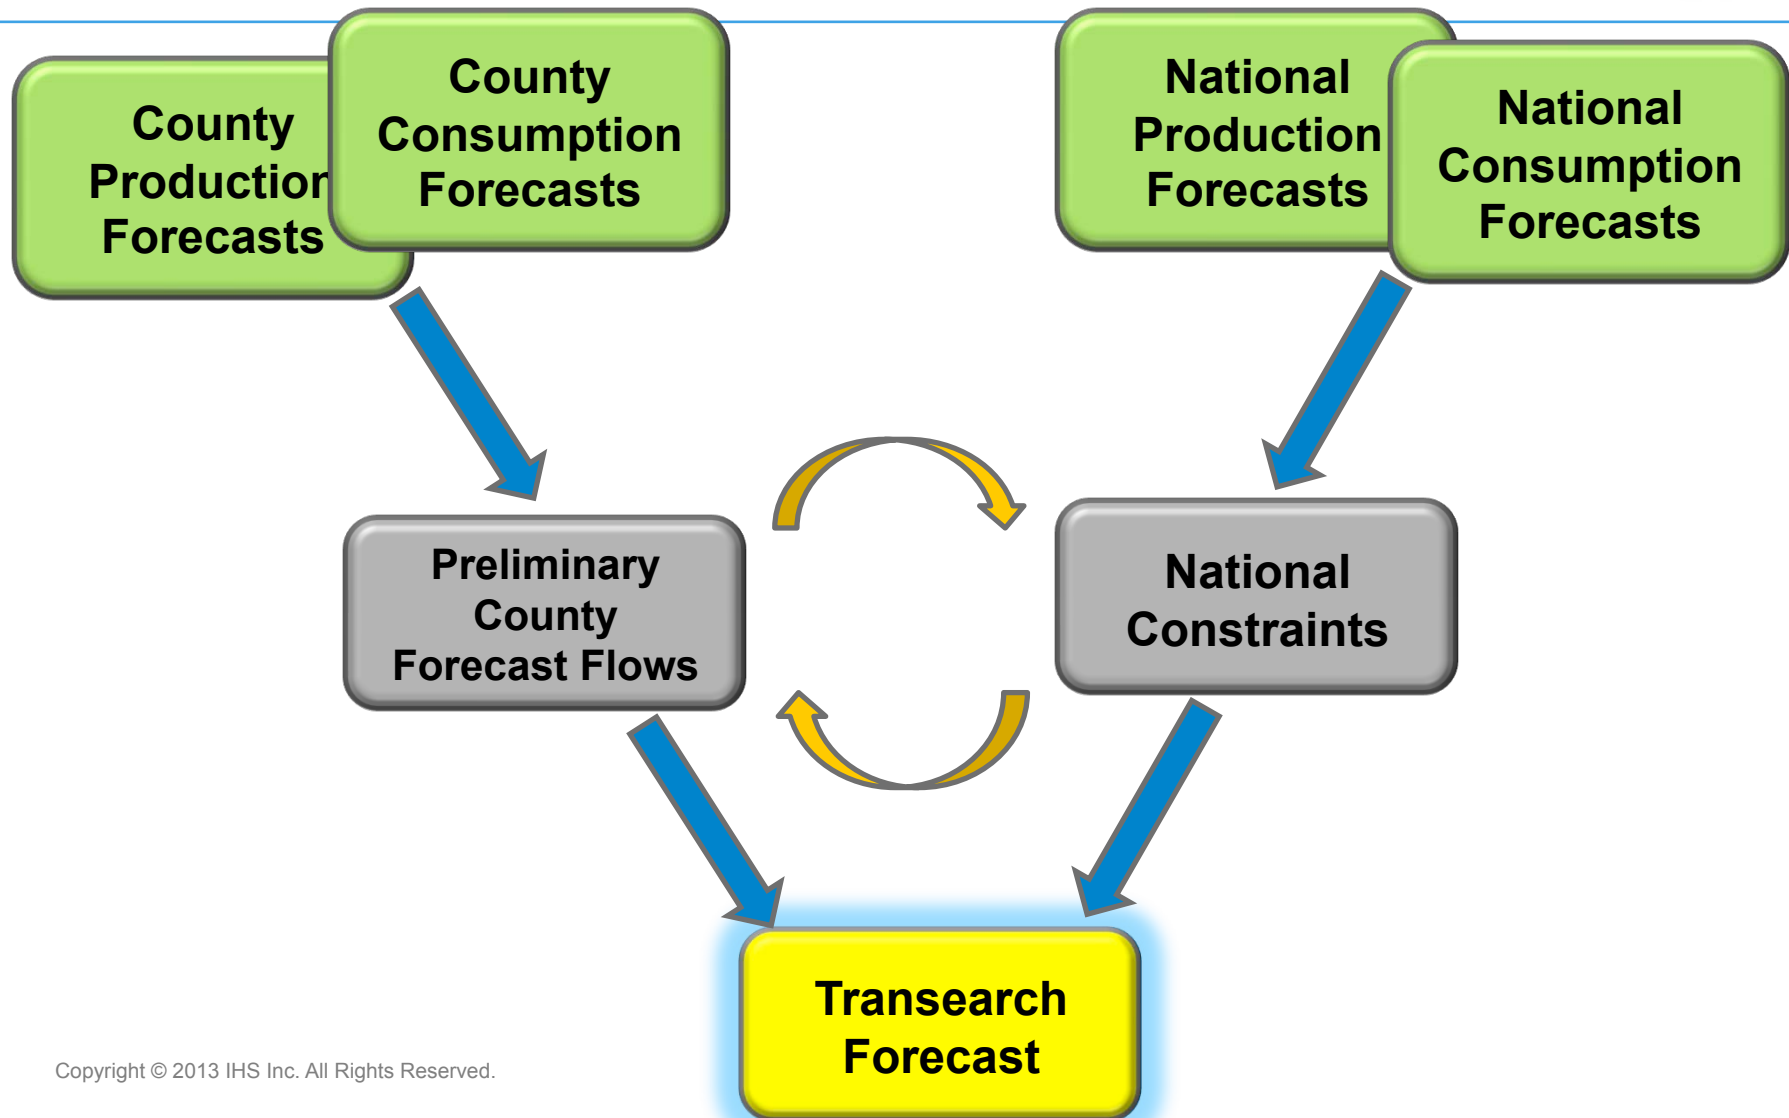 County
Production
Forecasts
County
Consumption
Forecasts
National
Production
Forecasts
National
Consumption
Forecasts
Preliminary
County
Forecast Flows
National
Constraints
Transearch
Forecast
Copyright © 2013 IHS Inc. All Rights Reserved.